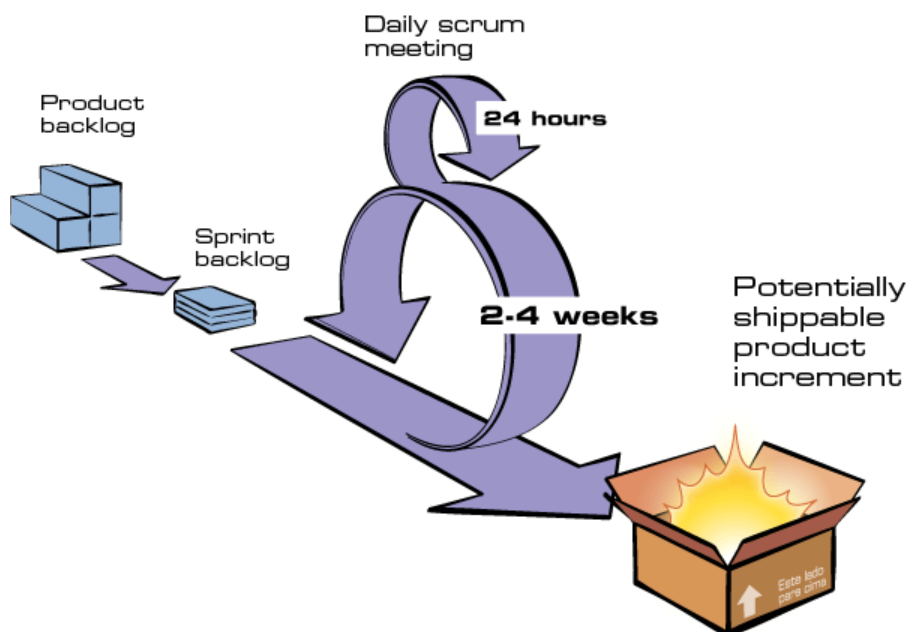 Daily scrum
meeting
24 hours
Product
backlog
Sprint
backlog
2-4 weeks
Potentially
shippable
product
increment
Este lado
para cima